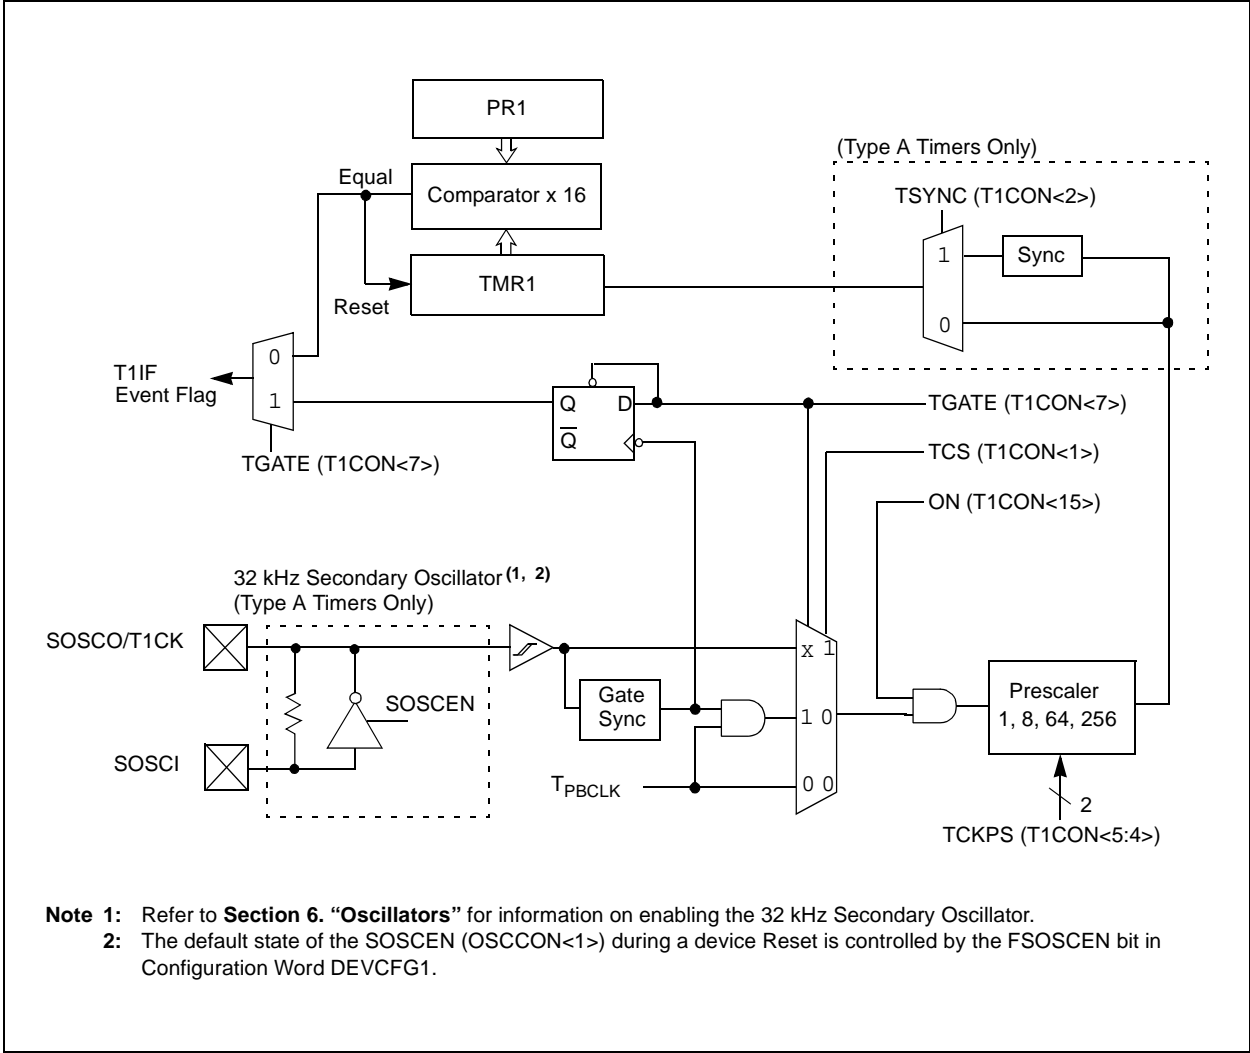 PR1
(Type A Timers Only)
Equal
Comparator x 16
TSYNC (T1CON<2>)
1
Sync
TMR1
Reset
0
0
T1IF
Event Flag
1
Q
D
TGATE (T1CON<7>)
Q
TCS (T1CON<1>)
TGATE (T1CON<7>)
ON (T1CON<15>)
32 kHz Secondary Oscillator(1, 2)
(Type A Timers Only)
SOSCO/T1CK
x 1
Gate
Sync
Prescaler
1, 8, 64, 256
SOSCEN
1 0
SOSCI
TPBCLK
0 0
2
TCKPS (T1CON<5:4>)
Note 1: Refer to Section 6. “Oscillators” for information on enabling the 32 kHz Secondary Oscillator.
2: The default state of the SOSCEN (OSCCON<1>) during a device Reset is controlled by the FSOSCEN bit in
Configuration Word DEVCFG1.